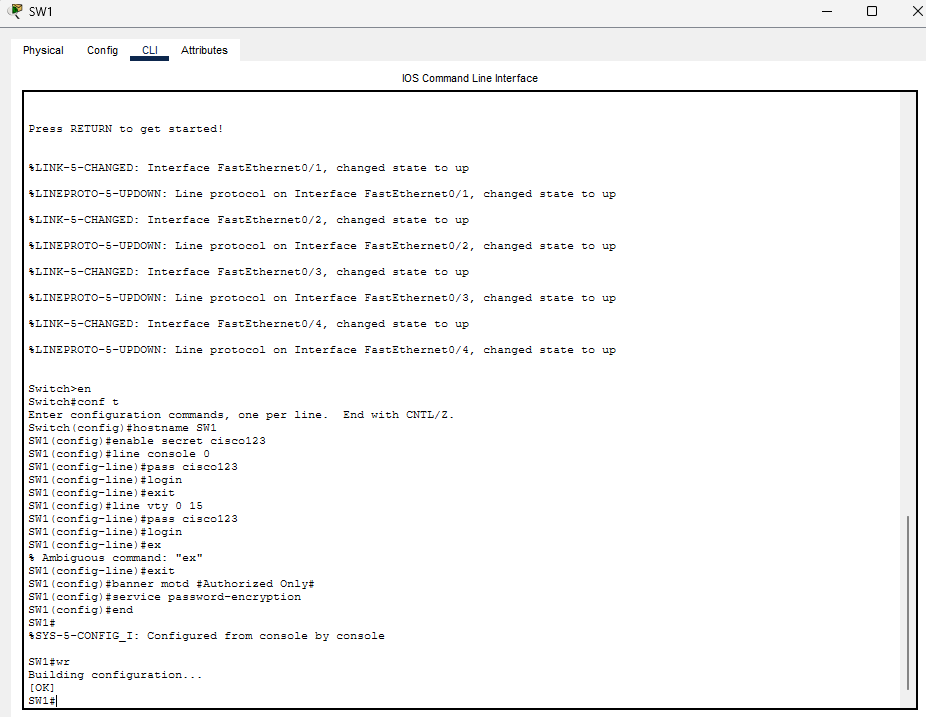 SW1
Physical Config CLI Attributes
IOS Command Line Interface
Press RETURN to get started!
%LINK-5-CHANGED: Interface FastEthernet0/1, changed state to up
%LINEPROTO-5-UPDOWN: Line protocol on Interface FastEthernet0/1, changed state to up
%LINK-5-CHANGED: Interface FastEthernet0/2, changed state to up
%LINEPROTO-5-UPDOWN: Line protocol on Interface FastEthernet0/2, changed state to up
%LINK-5-CHANGED: Interface FastEthernet0/3, changed state to up
%LINEPROTO-5-UPDOWN: Line protocol on Interface FastEthernet0/3, changed state to up
%LINK-5-CHANGED: Interface FastEthernet0/4, changed state to up
%LINEPROTO-5-UPDOWN: Line protocol on Interface FastEthernet0/4, changed state to up
Switch>en
Switch#conf t
Enter configuration commands, one per line.  End with CNTL/Z.
Switch(config)#hostname SW1
SW1(config)#enable secret cisco123
SW1(config)#line console 0
SW1(config-line)#pass cisco123
SW1(config-line)#login
SW1(config-line)#exit
SW1(config)#line vty 0 15
SW1(config-line)#pass cisco123
SW1(config-line)#login
SW1(config-line)#ex
% Ambiguous command: "ex"
SW1(config-line)#exit
SW1(config)#banner motd #Authorized Only#
SW1(config)#service password-encryption
SW1(config)#end
SW1#
%SYS-5-CONFIG_I: Configured from console by console
SW1#wr
Building configuration...
[OK]
SW1#